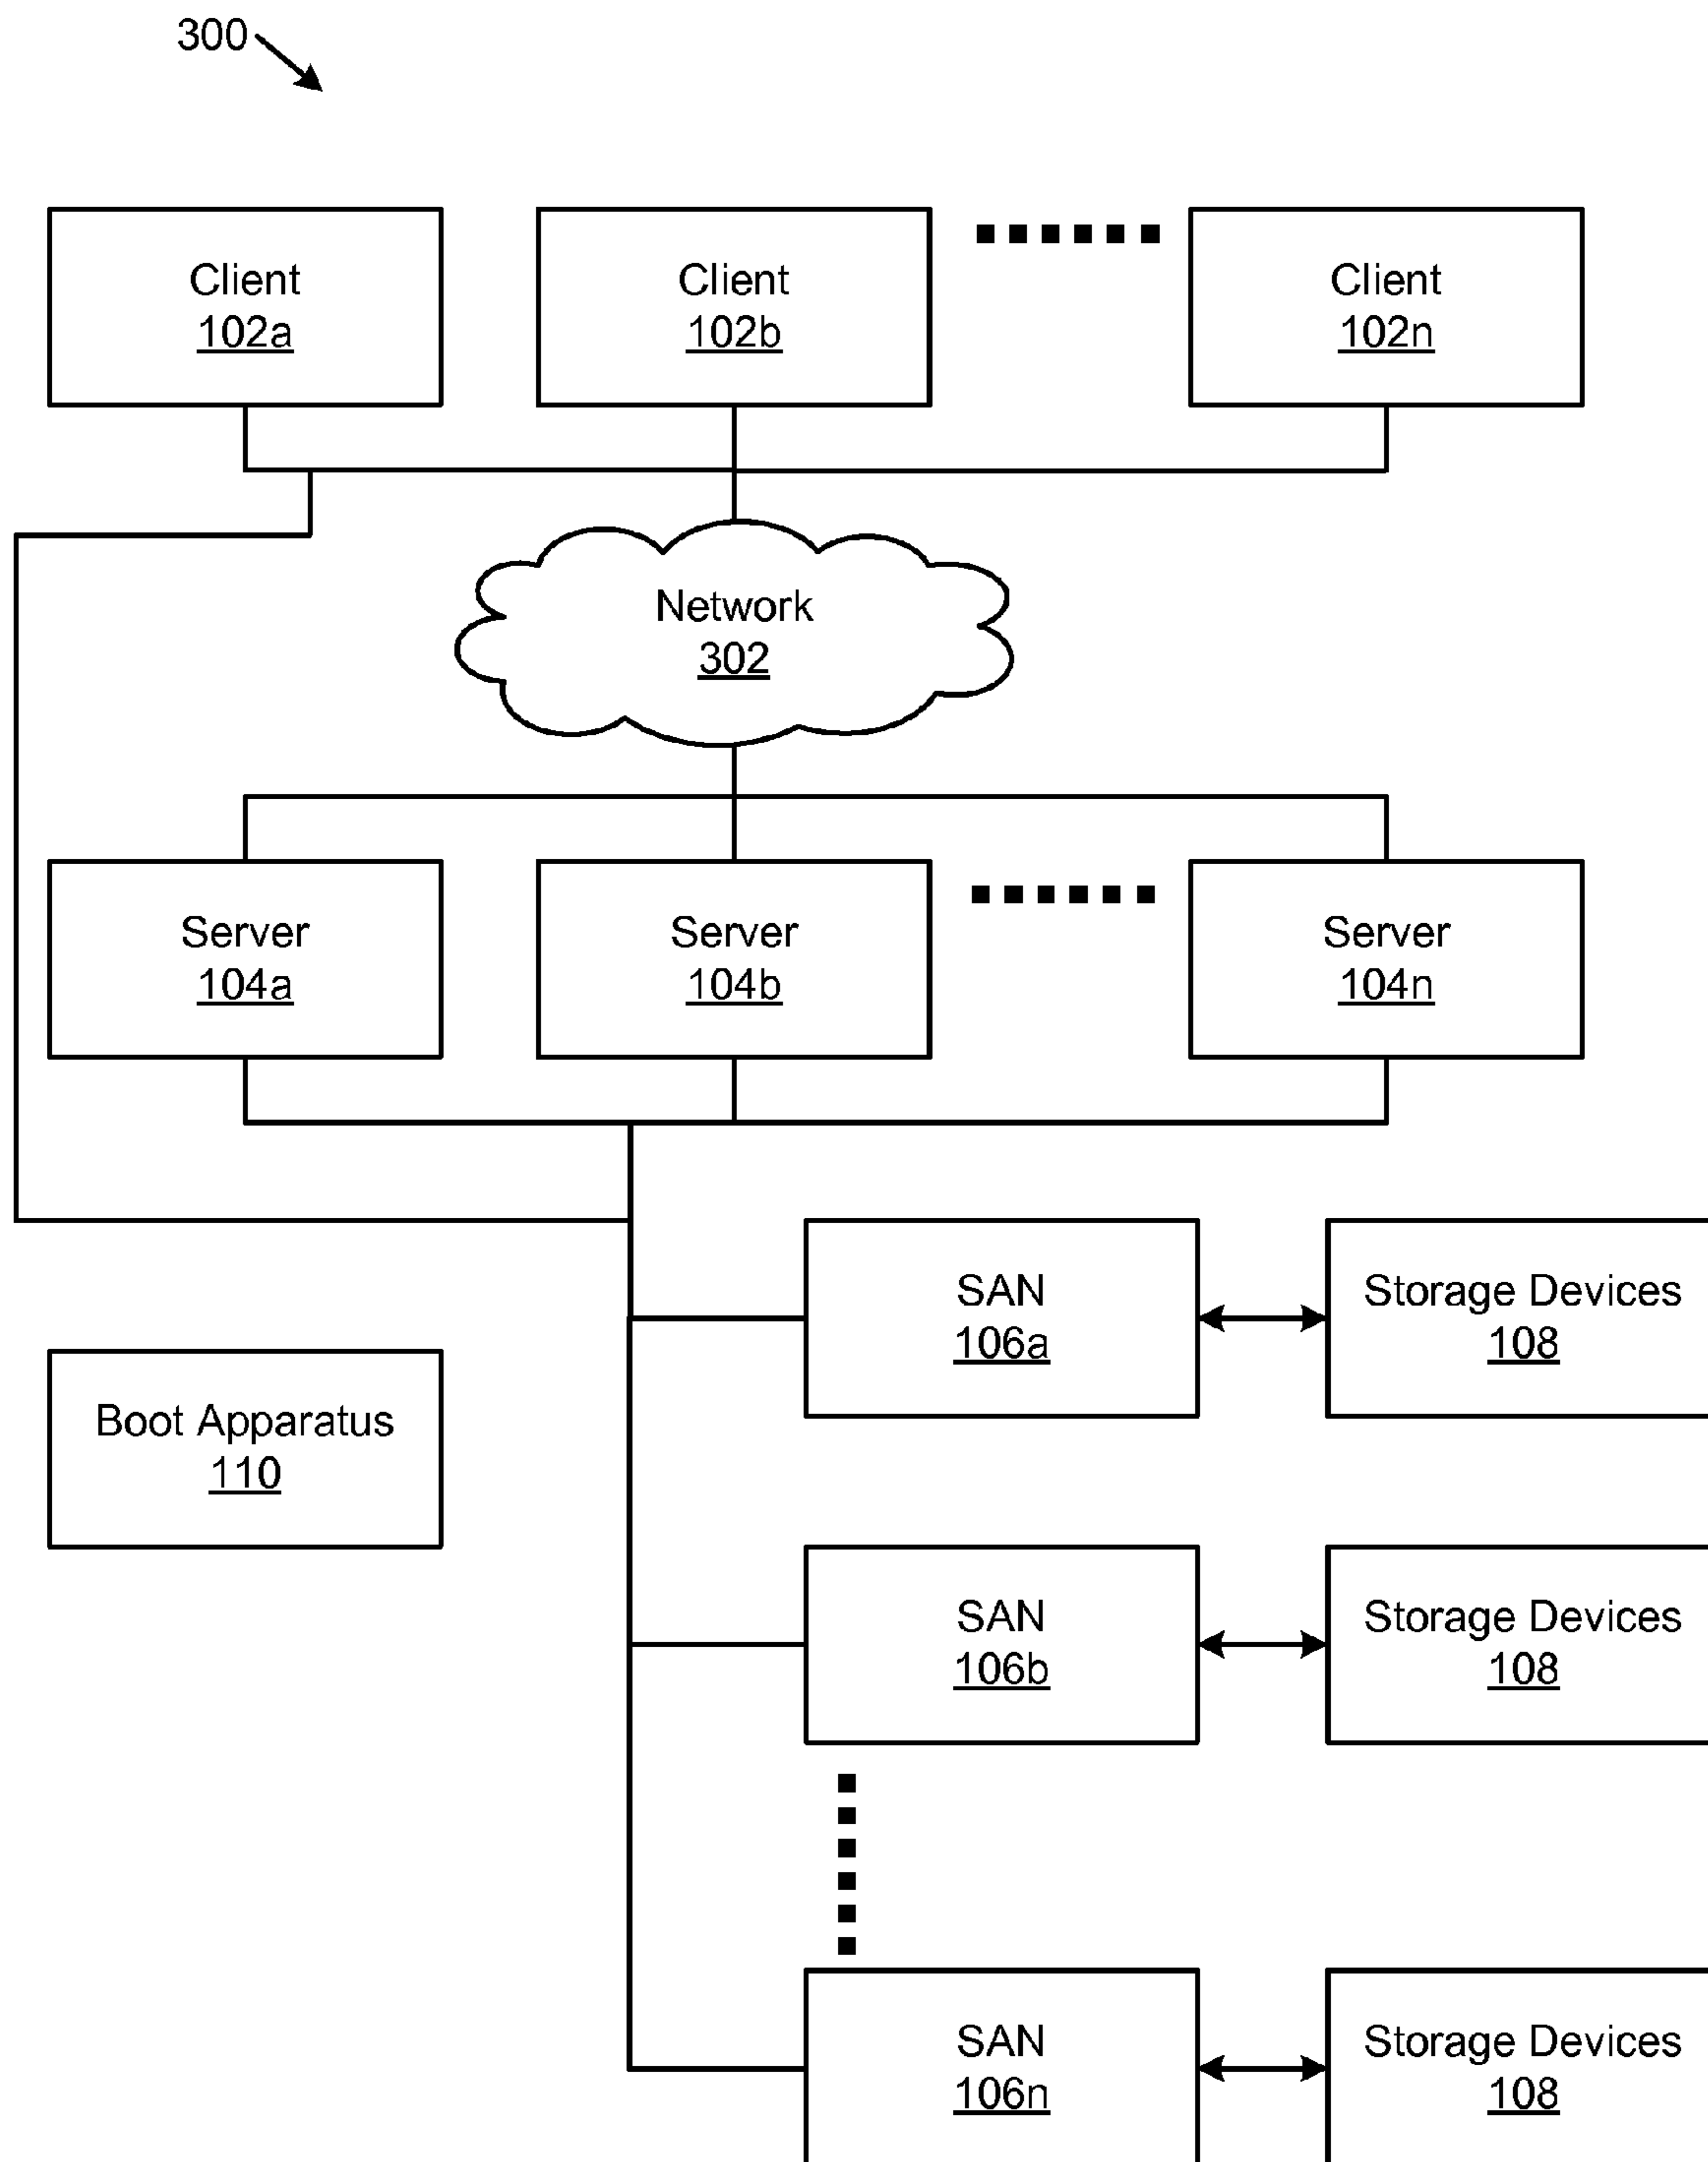 300
Client
102a
Client
102b
Client
102n
Network
302
Server
104a
Server
104b
Server
104n
SAN
106a
Storage Devices
108
Boot Apparatus
110
SAN
106b
Storage Devices
108
SAN
106n
Storage Devices
108